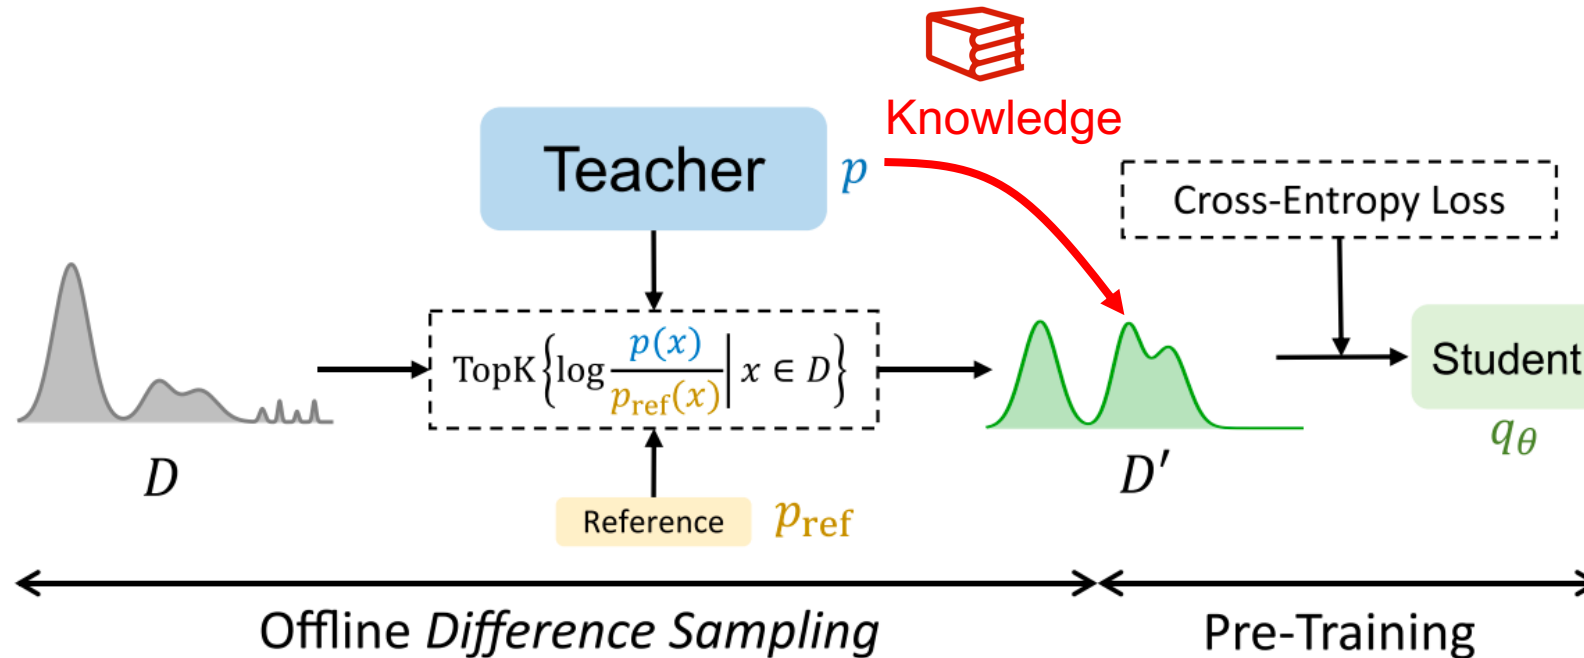 Knowledge
Teacher
p
Cross-Entropy Loss
TopK{log p(x)/p_ref(x) | x ∈ D}
Student
q_θ
D
D′
Reference
p_ref
Offline Difference Sampling
Pre-Training